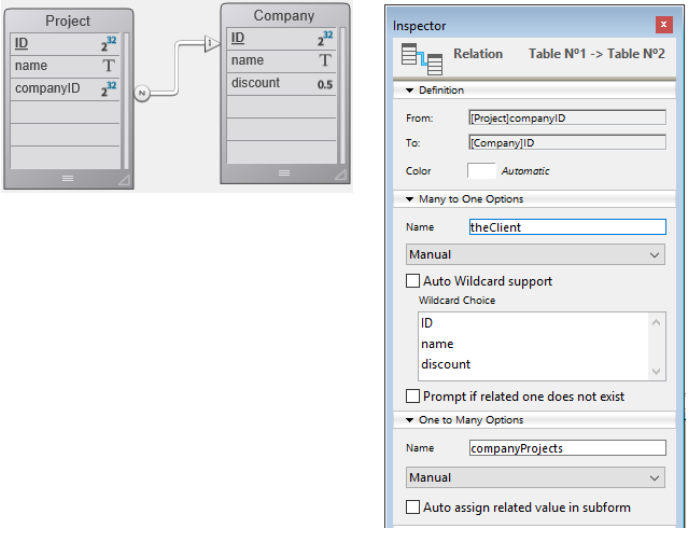 Project
ID 2^32
name T
companyID 2^32
N
Company
1
ID 2^32
name T
discount 0.5
Inspector
x
Relation Table Nº1 -> Table Nº2
Definition
From: [Project]companyID
To: [Company]ID
Color Automatic
Many to One Options
Name theClient
Manual
Auto Wildcard support
Wildcard Choice
ID
name
discount
Prompt if related one does not exist
One to Many Options
Name companyProjects
Manual
Auto assign related value in subform